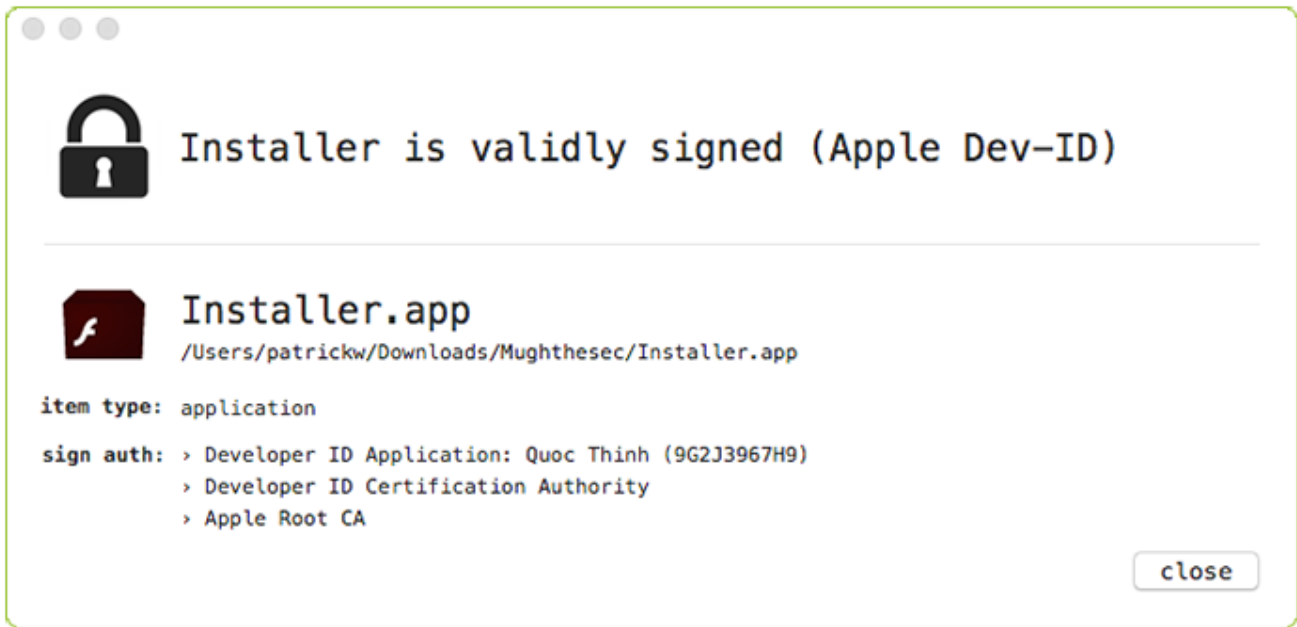 Installer is validly signed (Apple Dev-ID)
Installer.app
/Users/patrickw/Downloads/Mughthesec/Installer.app
item type: application
sign auth: › Developer ID Application: Quoc Thinh (9G2J3967H9)
› Developer ID Certification Authority
› Apple Root CA
close